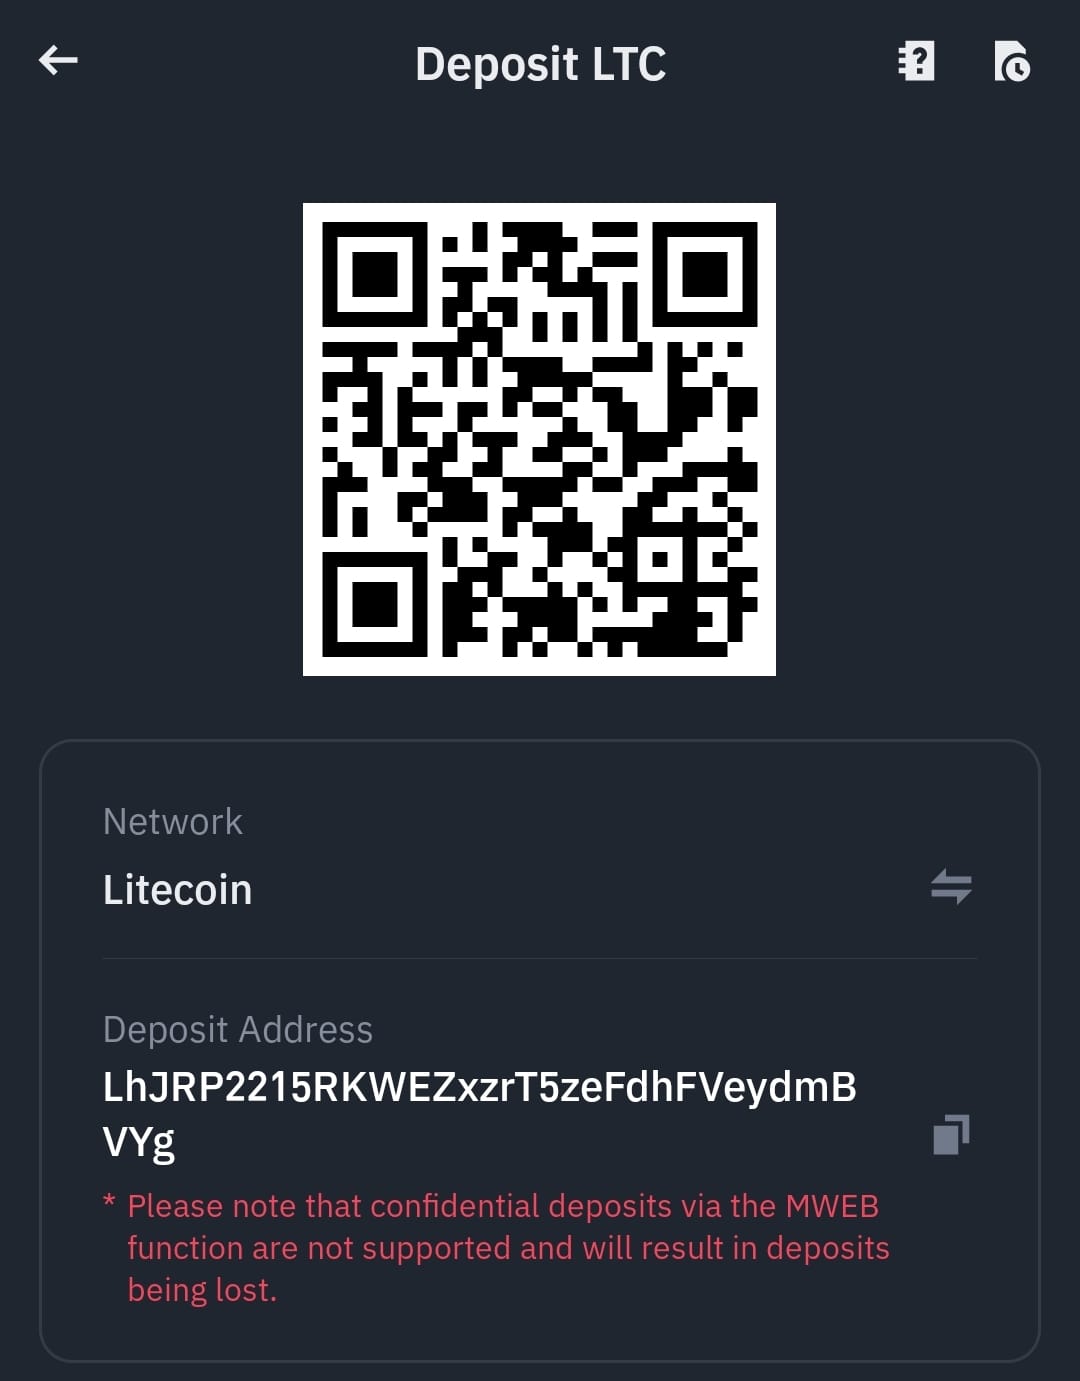 Deposit LTC
Network
Litecoin
Deposit Address
LhJRP2215RKWEZxzrT5zeFdhFVeydmB
VYg
* Please note that confidential deposits via the MWEB
function are not supported and will result in deposits
being lost.